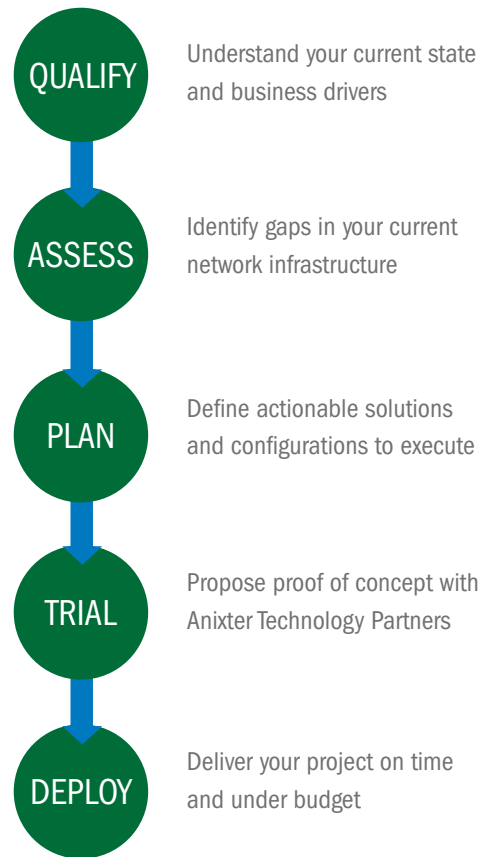 QUALIFY
Understand your current state
and business drivers
ASSESS
Identify gaps in your current
network infrastructure
PLAN
Define actionable solutions
and configurations to execute
TRIAL
Propose proof of concept with
Anixter Technology Partners
DEPLOY
Deliver your project on time
and under budget